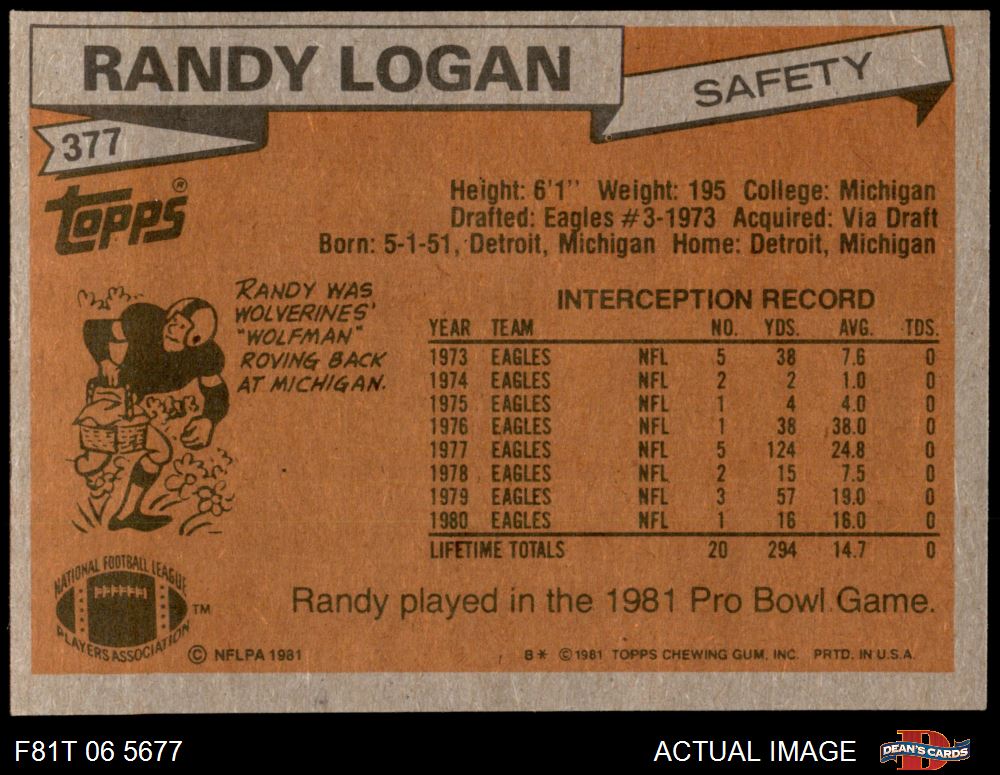 RANDY LOGAN
SAFETY
377
Topps®
Height: 6'1'' Weight: 195 College: Michigan
Drafted: Eagles #3-1973 Acquired: Via Draft
Born: 5-1-51, Detroit, Michigan Home: Detroit, Michigan
RANDY WAS
WOLVERINES'
"WOLFMAN"
ROVING BACK
AT MICHIGAN.
INTERCEPTION RECORD
YEAR TEAM NO. YDS. AVG. TDS.
1973 EAGLES NFL 5 38 7.6 0
1974 EAGLES NFL 2 2 1.0 0
1975 EAGLES NFL 1 4 4.0 0
1976 EAGLES NFL 1 38 38.0 0
1977 EAGLES NFL 5 124 24.8 0
1978 EAGLES NFL 2 15 7.5 0
1979 EAGLES NFL 3 57 19.0 0
1980 EAGLES NFL 1 16 16.0 0
LIFETIME TOTALS 20 294 14.7 0
NATIONAL FOOTBALL LEAGUE
PLAYERS ASSOCIATION
TM
Randy played in the 1981 Pro Bowl Game.
© NFLPA 1981
B* © 1981 TOPPS CHEWING GUM, INC. PRTD. IN U.S.A.
F81T 06 5677
ACTUAL IMAGE
DEAN'S CARDS